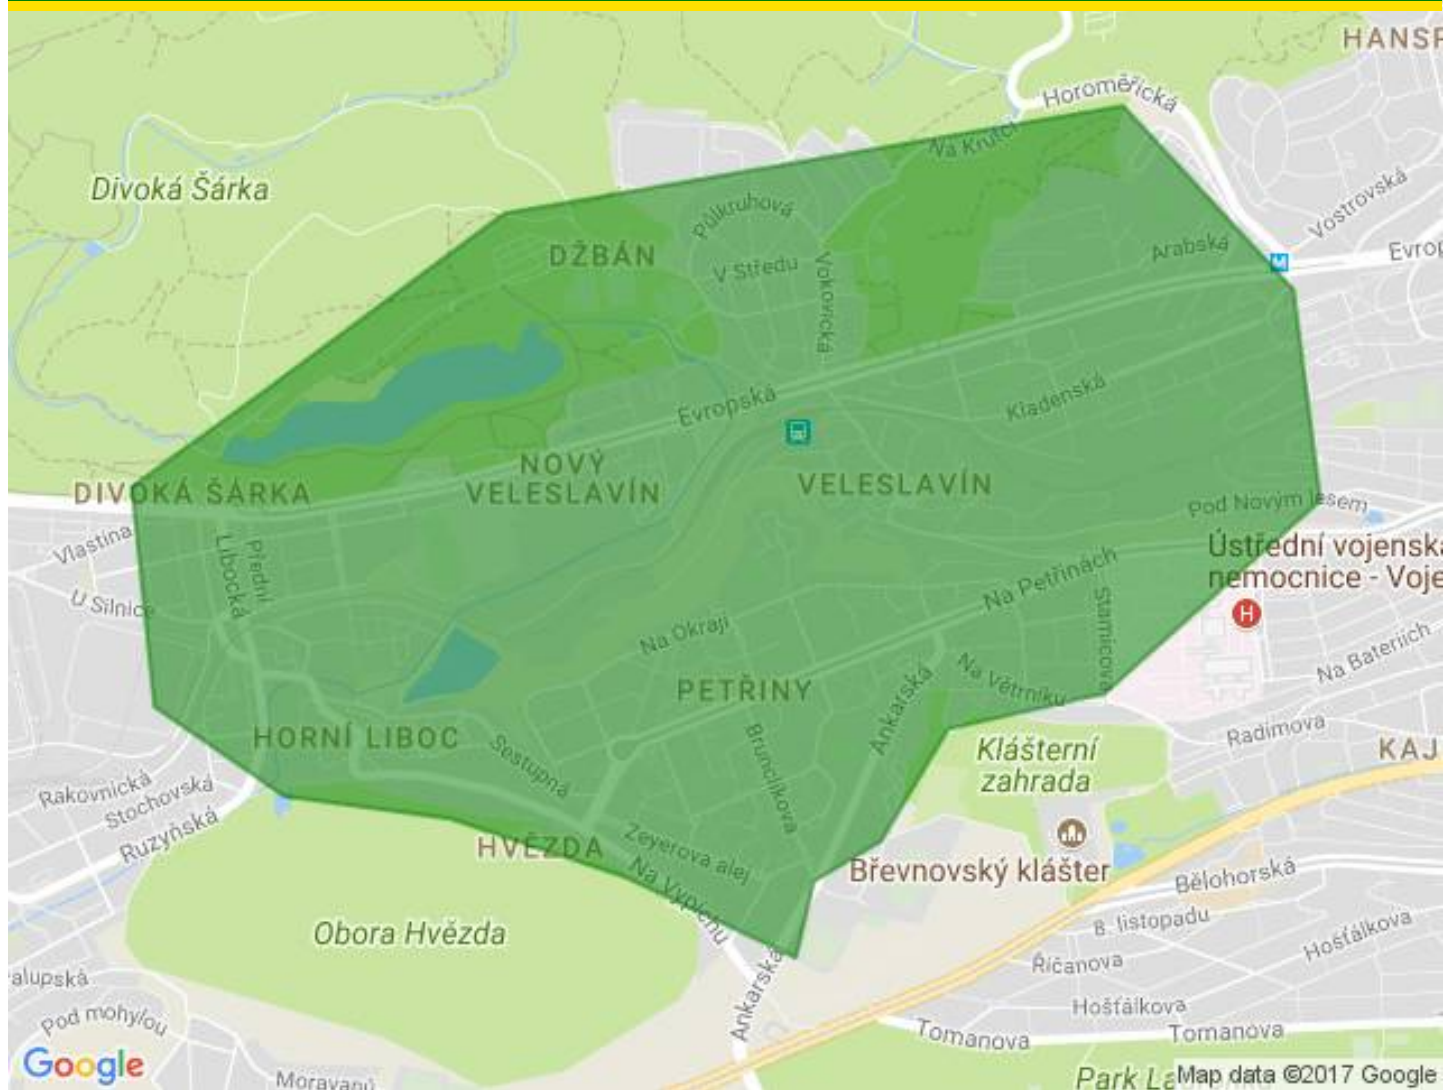 HANSP
Horoměřická
Na Krutci
Divoká Šárka
Půlkruhová
Vostrovská
DŽBÁN
Arabská
Evrop
V Středu
Vokovická
Evropská
Kladenská
NOVÝ
VELESLAVÍN
VELESLAVÍN
DIVOKÁ ŠÁRKA
Pod Novým lesem
Vlastina
Přední
Libocká
Ústřední vojenská
nemocnice - Voje
H
Na Petřinách
U Silnice
Stamicova
Na Okraji
Na Bateriích
Na Větrníku
PETŘINY
Ankarská
Radimova
HORNÍ LIBOC
Sestupná
Brunclíkova
Klášterní
zahrada
KAJ
Rakovnická
Stochovská
Ruzyňská
HVĚZDA
Zeyerova alej
Na Vypichu
Břevnovský klášter
Bělohorská
8. listopadu
Obora Hvězda
Hošťálkova
Říčanova
alupská
Ankarská
Hošťálkova
Pod mohylou
Tomanova
Tomanova
Google
Moravanů
Park La
Map data ©2017 Google